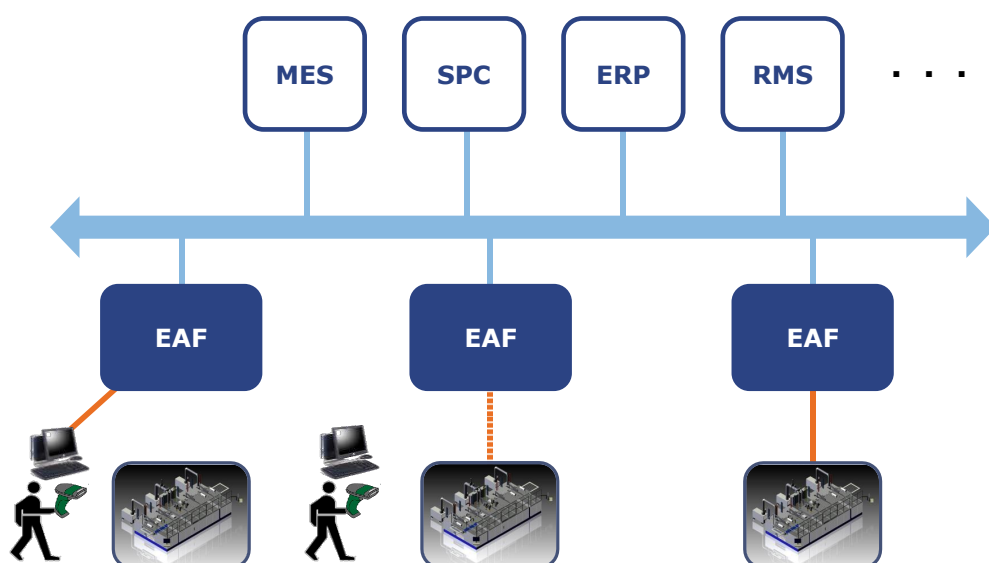 MES
SPC
ERP
RMS
. . .
EAF
EAF
EAF